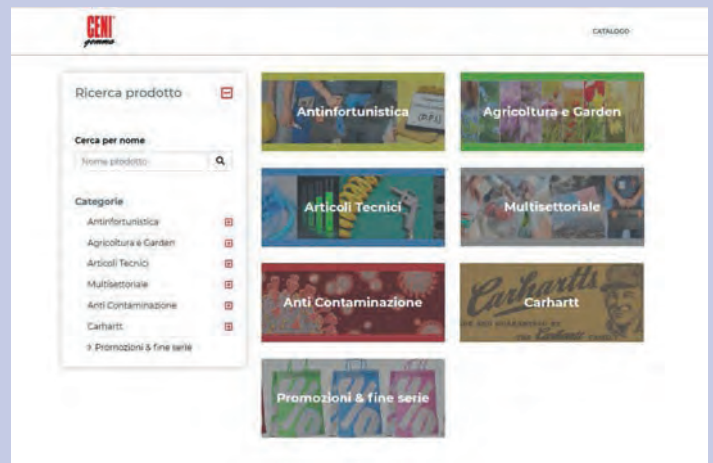 CENI
gomma
CATALOGO
Ricerca prodotto
Cerca per nome
Nome prodotto
Categorie
Antinfortunistica
Agricoltura e Garden
Articoli Tecnici
Multisettoriale
Anti Contaminazione
Carhartt
> Promozioni & fine serie
Antinfortunistica
(D.P.I)
Agricoltura e Garden
Articoli Tecnici
Multisettoriale
Anti Contaminazione
Carhartt
Carhartt
Promozioni & fine serie